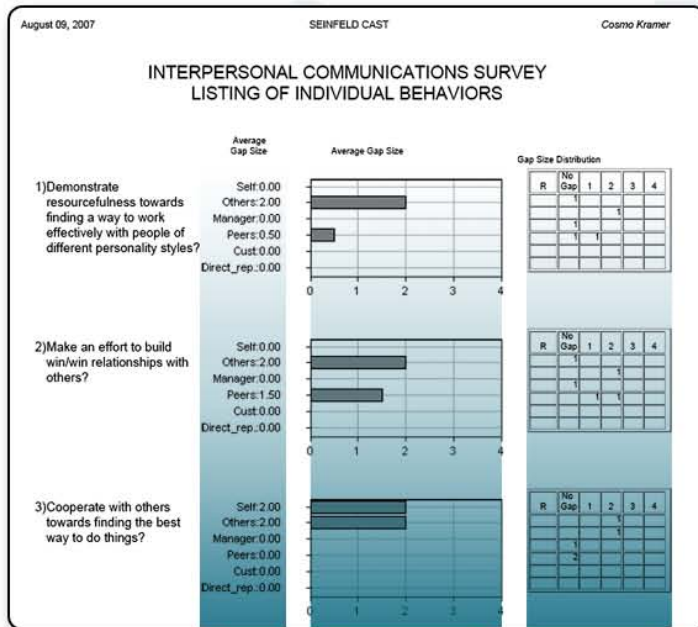 August 09, 2007 SEINFELD CAST Cosmo Kramer
INTERPERSONAL COMMUNICATIONS SURVEY
LISTING OF INDIVIDUAL BEHAVIORS
Average
Gap Size
Average Gap Size
Gap Size Distribution
1)Demonstrate
resourcefulness towards
finding a way to work
effectively with people of
different personality styles?
Self:0.00
Others:2.00
Manager:0.00
Peers:0.50
Cust:0.00
Direct_rep.:0.00
0 1 2 3 4
R No Gap 1 2 3 4
1
1
1
1 1
2)Make an effort to build
win/win relationships with
others?
Self:0.00
Others:2.00
Manager:0.00
Peers:1.50
Cust:0.00
Direct_rep.:0.00
0 1 2 3 4
R No Gap 1 2 3 4
1
1
1
1 1
3)Cooperate with others
towards finding the best
way to do things?
Self:2.00
Others:2.00
Manager:0.00
Peers:0.00
Cust:0.00
Direct_rep.:0.00
0 1 2 3 4
R No Gap 1 2 3 4
1
1
1
2